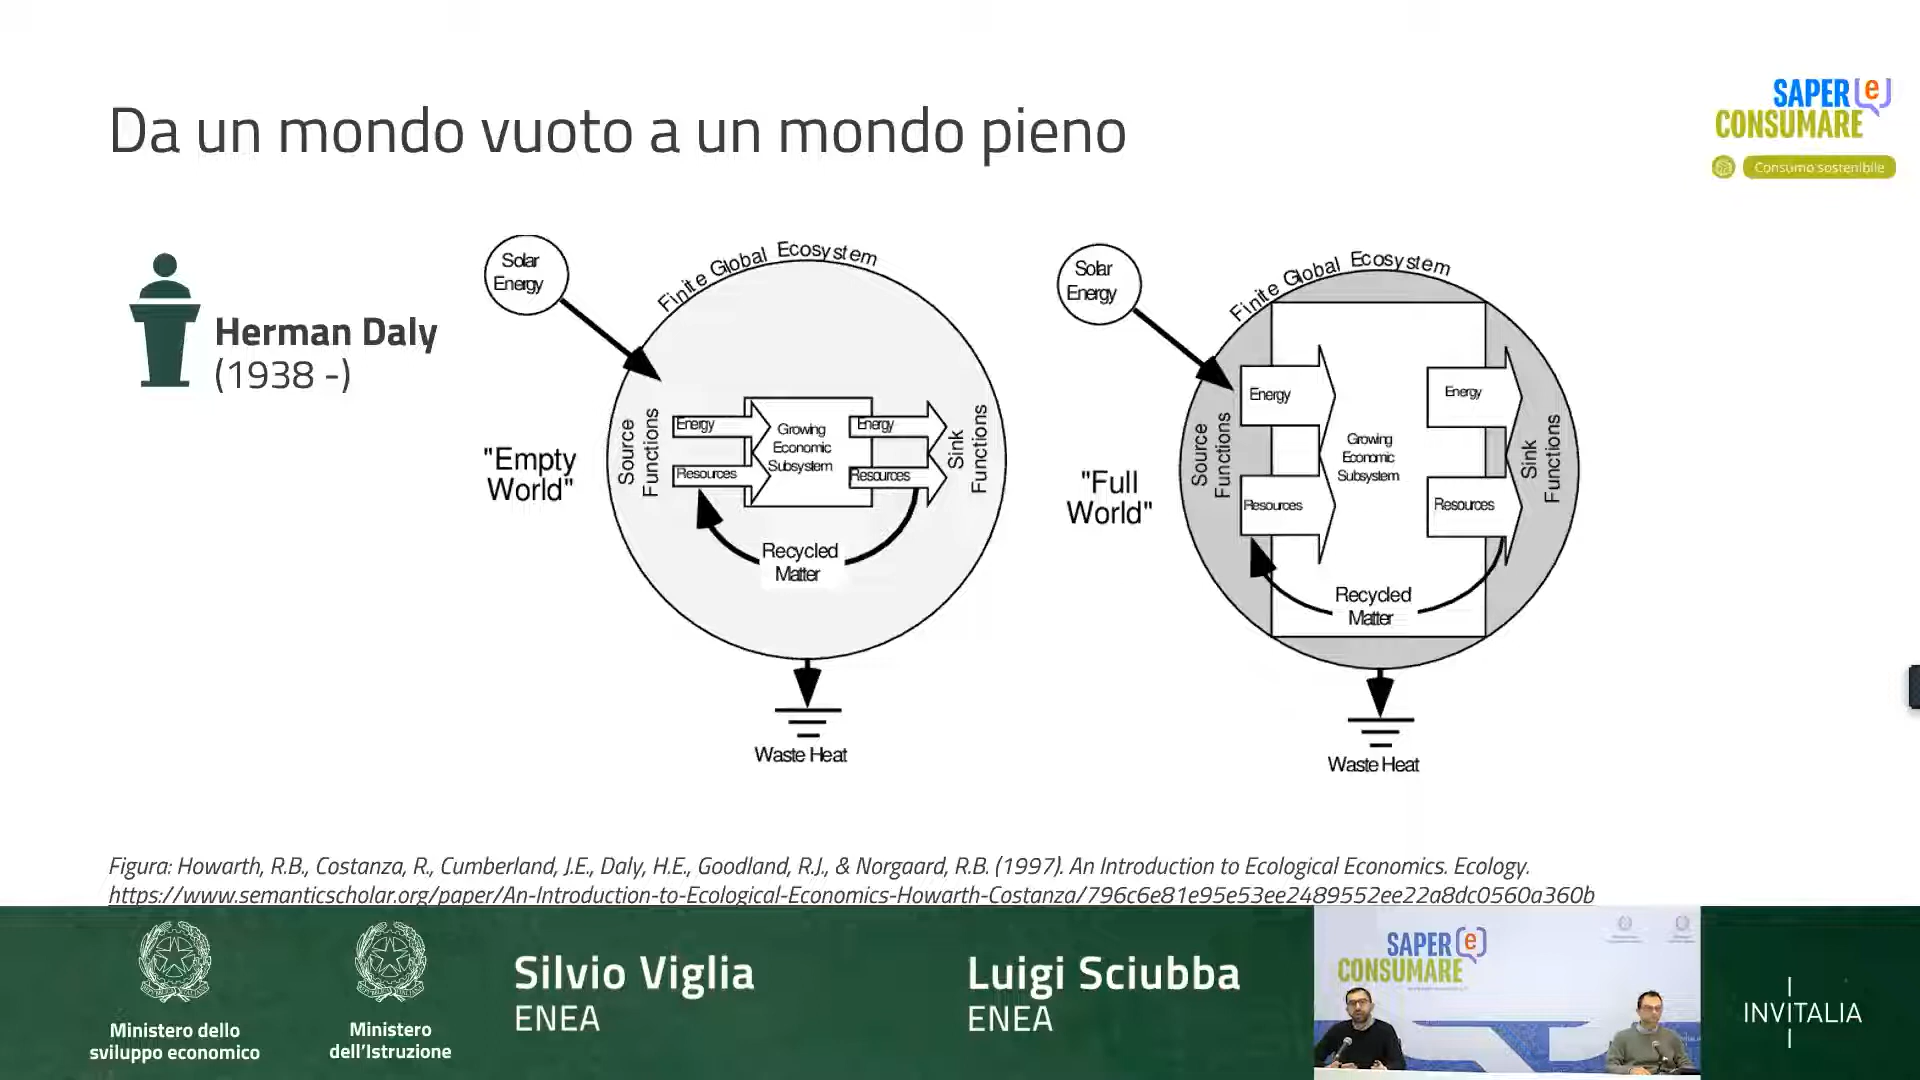 Da un mondo vuoto a un mondo pieno
SAPER(e)
CONSUMARE
Consumo sostenibile
Herman Daly
(1938 -)
Solar
Energy
Finite Global Ecosystem
"Empty
World"
Source
Functions
Energy
Resources
Growing
Economic
Subsystem
Energy
Resources
Sink
Functions
Recycled
Matter
Waste Heat
Solar
Energy
Finite Global Ecosystem
"Full
World"
Source
Functions
Energy
Resources
Growing
Economic
Subsystem
Energy
Resources
Sink
Functions
Recycled
Matter
Waste Heat
Figura: Howarth, R.B., Costanza, R., Cumberland, J.E., Daly, H.E., Goodland, R.J., & Norgaard, R.B. (1997). An Introduction to Ecological Economics. Ecology.
https://www.semanticscholar.org/paper/An-Introduction-to-Ecological-Economics-Howarth-Costanza/796c6e81e95e53ee2489552ee22a8dc0560a360b
Ministero dello
sviluppo economico
Ministero
dell'Istruzione
Silvio Viglia
ENEA
Luigi Sciubba
ENEA
SAPER(e)
CONSUMARE
INVITALIA